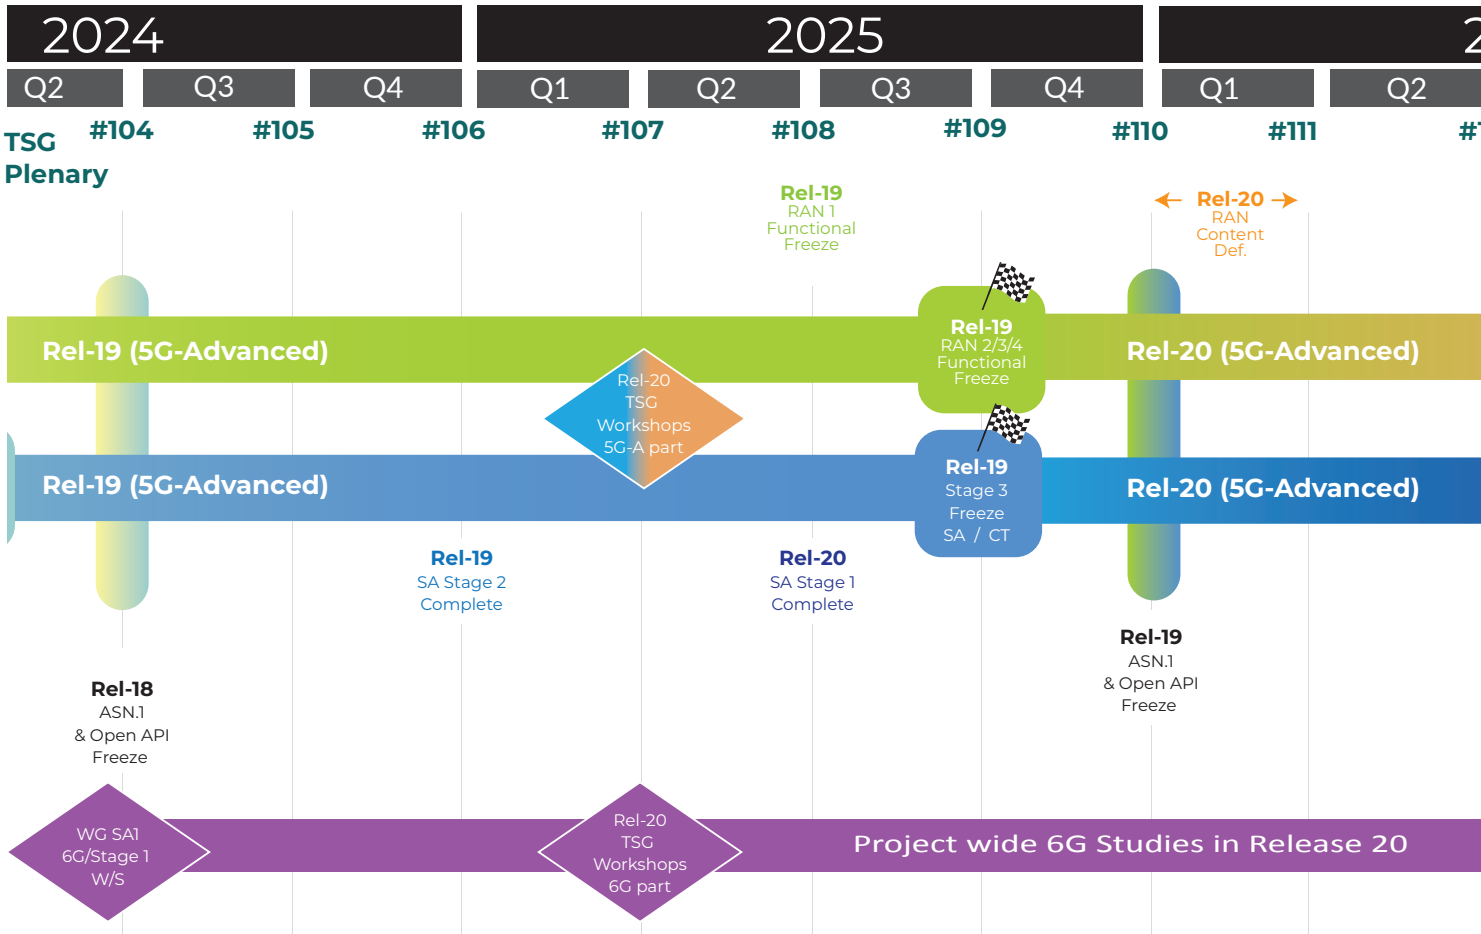 2024
2025
2
Q2
Q3
Q4
Q1
Q2
Q3
Q4
Q1
Q2
TSG
Plenary
#104
#105
#106
#107
#108
#109
#110
#111
#1
Rel-19
RAN 1
Functional
Freeze
Rel-20
RAN
Content
Def.
Rel-19 (5G-Advanced)
Rel-19
RAN 2/3/4
Functional
Freeze
Rel-20 (5G-Advanced)
Rel-20
TSG
Workshops
5G-A part
Rel-19 (5G-Advanced)
Rel-19
Stage 3
Freeze
SA / CT
Rel-20 (5G-Advanced)
Rel-19
SA Stage 2
Complete
Rel-20
SA Stage 1
Complete
Rel-19
ASN.1
& Open API
Freeze
Rel-18
ASN.1
& Open API
Freeze
WG SA1
6G/Stage 1
W/S
Rel-20
TSG
Workshops
6G part
Project wide 6G Studies in Release 20